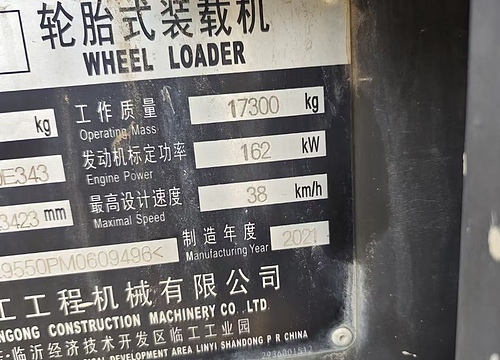 轮胎式装载机
WHEEL LOADER
kg 工作质量 17300 kg
Operating Mass
E343 发动机标定功率 162 kW
Engine Power
3423 mm 最高设计速度 38 km/h
Maximal Speed
9550PM0609496< 制造年度 2021
Manufacturing Year
工工程机械有限公司
NGONG CONSTRUCTION MACHINERY CO .LTD.
临沂经济技术开发区临工工业园
DEVELOPMENT AREA LINYI SHANDONG P R CHINA